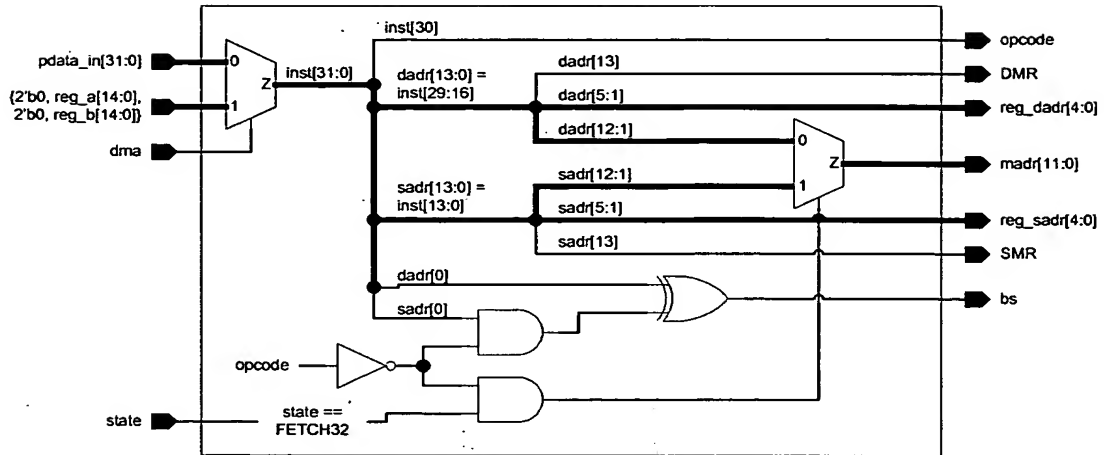 inst[30]
opcode
pdata_in[31:0]
0
inst[31:0]
dadr[13:0] =
inst[29:16]
dadr[13]
DMR
Z
{2'b0, reg_a[14:0],
2'b0, reg_b[14:0]}
1
dadr[5:1]
reg_dadr[4:0]
dadr[12:1]
0
dma
Z
madr[11:0]
sadr[13:0] =
inst[13:0]
sadr[12:1]
1
sadr[5:1]
reg_sadr[4:0]
sadr[13]
SMR
dadr[0]
bs
sadr[0]
opcode
state
state ==
FETCH32